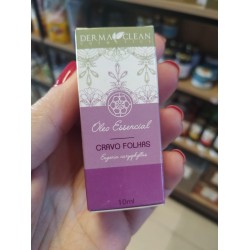 DERMA CLEAN
Óleo Essencial
CRAVO FOLHAS
Eugenia caryophyllus
10ml